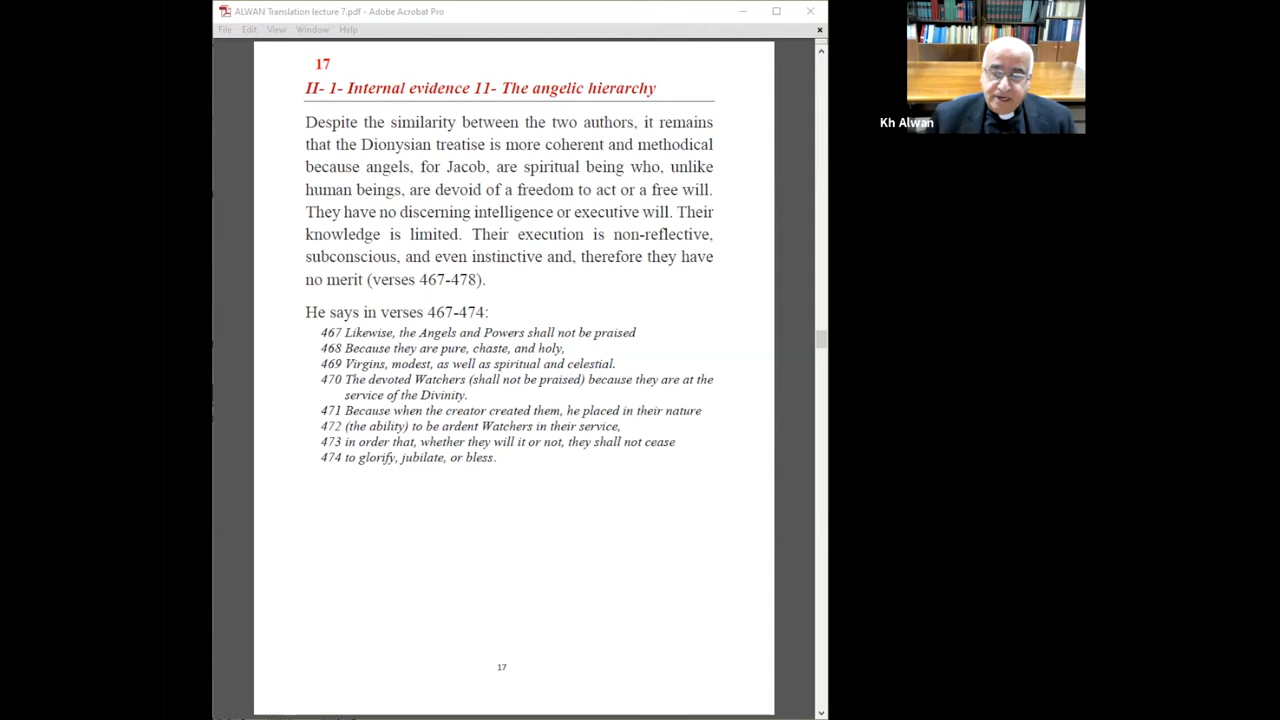 ALWAN Translation lecture 7.pdf - Adobe Acrobat Pro
File Edit View Window Help
17
II- 1- Internal evidence 11- The angelic hierarchy
Despite the similarity between the two authors, it remains
that the Dionysian treatise is more coherent and methodical
because angels, for Jacob, are spiritual being who, unlike
human beings, are devoid of a freedom to act or a free will.
They have no discerning intelligence or executive will. Their
knowledge is limited. Their execution is non-reflective,
subconscious, and even instinctive and, therefore they have
no merit (verses 467-478).
He says in verses 467-474:
467 Likewise, the Angels and Powers shall not be praised
468 Because they are pure, chaste, and holy,
469 Virgins, modest, as well as spiritual and celestial.
470 The devoted Watchers (shall not be praised) because they are at the
service of the Divinity.
471 Because when the creator created them, he placed in their nature
472 (the ability) to be ardent Watchers in their service,
473 in order that, whether they will it or not, they shall not cease
474 to glorify, jubilate, or bless.
17
Kh Alwan